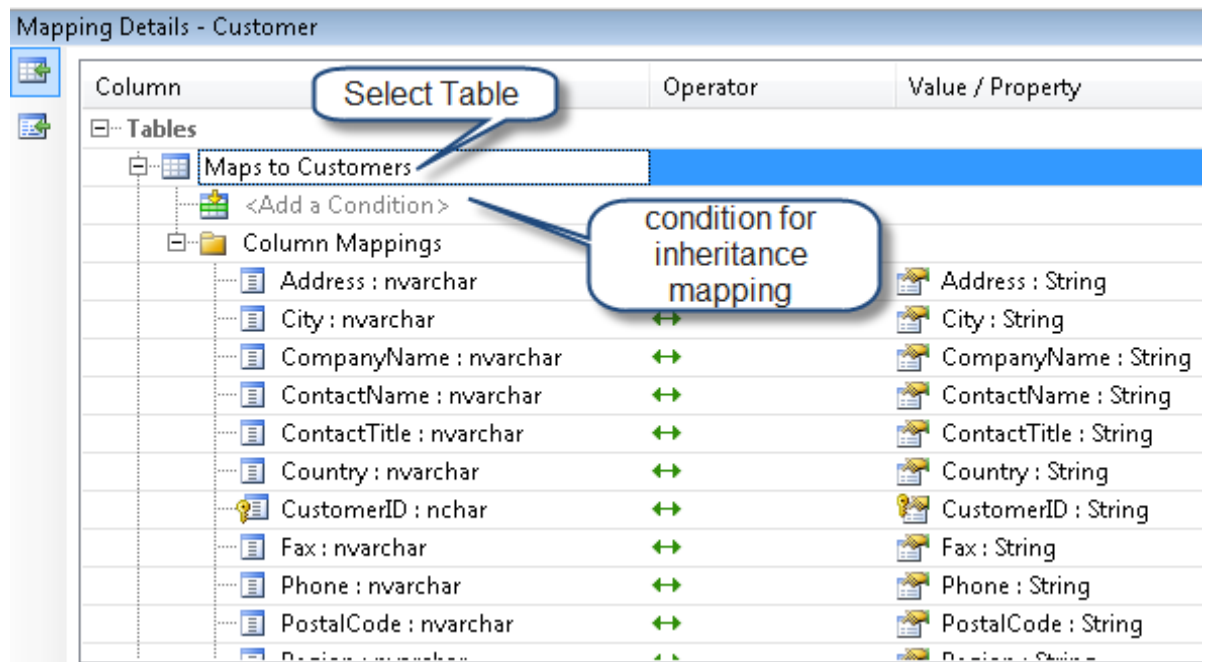 Mapping Details - Customer
Column Operator Value / Property
Select Table
Tables
Maps to Customers
<Add a Condition>
condition for
inheritance
mapping
Column Mappings
Address : nvarchar Address : String
City : nvarchar City : String
CompanyName : nvarchar CompanyName : String
ContactName : nvarchar ContactName : String
ContactTitle : nvarchar ContactTitle : String
Country : nvarchar Country : String
CustomerID : nchar CustomerID : String
Fax : nvarchar Fax : String
Phone : nvarchar Phone : String
PostalCode : nvarchar PostalCode : String